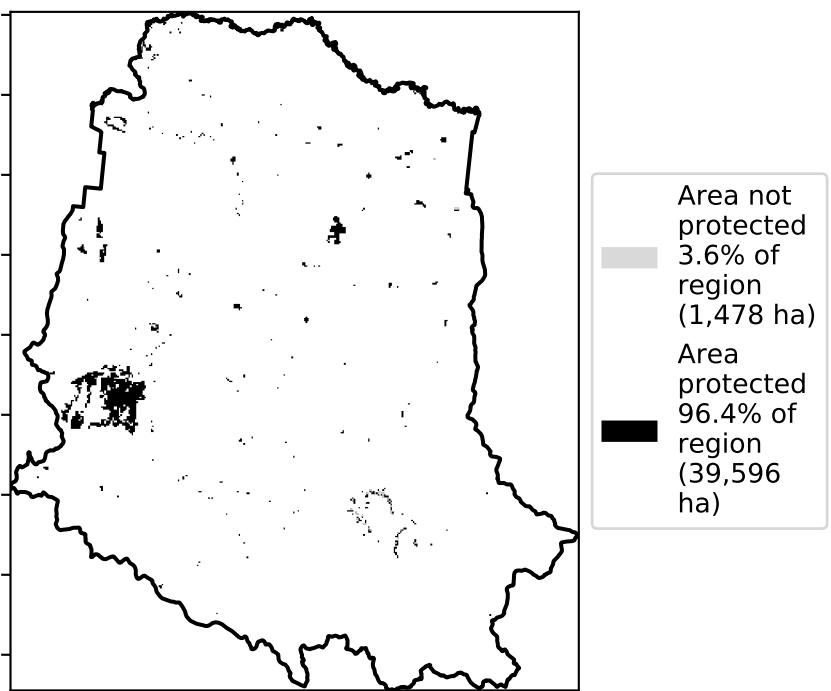 Area not
protected
3.6% of
region
(1,478 ha)
Area
protected
96.4% of
region
(39,596
ha)